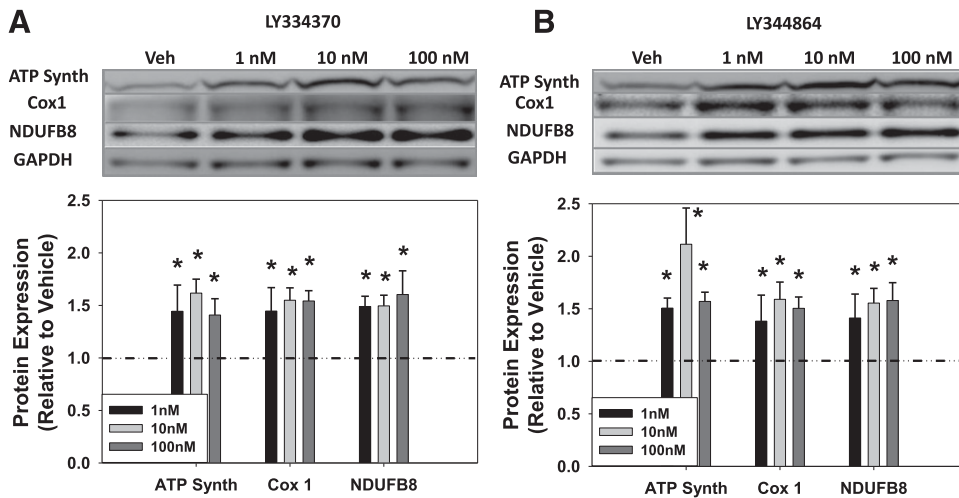 A
LY334370
Veh 1 nM 10 nM 100 nM
ATP Synth
Cox1
NDUFB8
GAPDH
Protein Expression
(Relative to Vehicle)
2.5
2.0
1.5
1.0
0.5
0.0
* * * * * * * * *
1nM
10nM
100nM
ATP Synth Cox 1 NDUFB8
B
LY344864
Veh 1 nM 10 nM 100 nM
ATP Synth
Cox1
NDUFB8
GAPDH
Protein Expression
(Relative to Vehicle)
2.5
2.0
1.5
1.0
0.5
0.0
* * * * * * * * *
1nM
10nM
100nM
ATP Synth Cox 1 NDUFB8